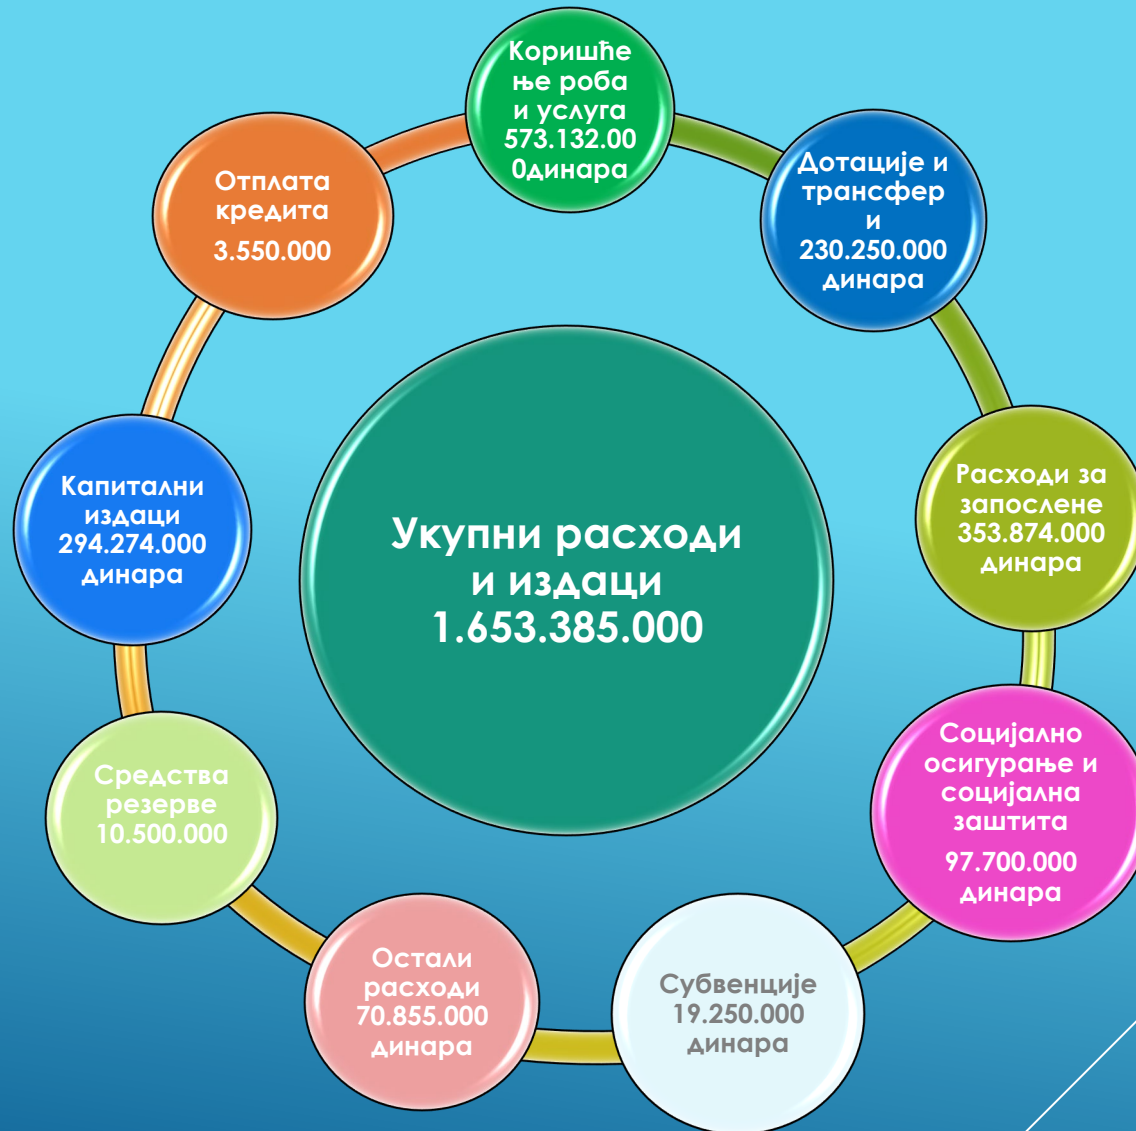 Коришће
ње роба
и услуга
573.132.00
0динара
Дотације и
трансфер
и
230.250.000
динара
Расходи за
запослене
353.874.000
динара
Социјално
осигурање и
социјална
заштита
97.700.000
динара
Субвенције
19.250.000
динара
Остали
расходи
70.855.000
динара
Средства
резерве
10.500.000
Капитални
издаци
294.274.000
динара
Отплата
кредита
3.550.000
Укупни расходи
и издаци
1.653.385.000